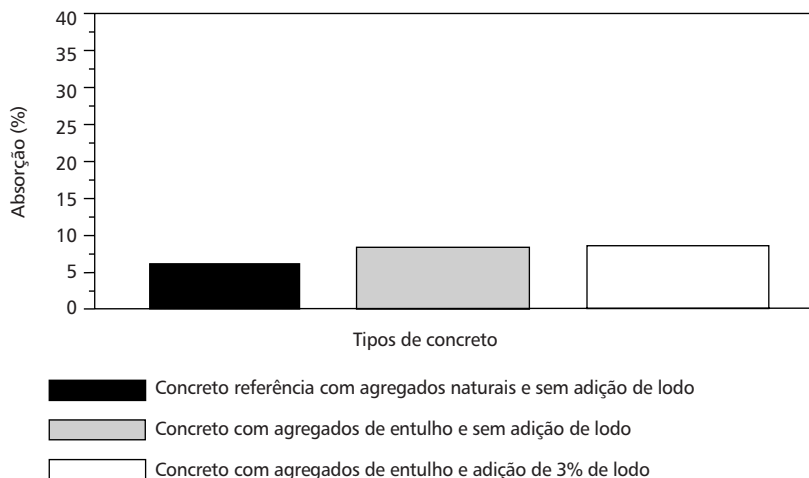 40
35
30
25
20
15
10
5
0
Absorção (%)
Tipos de concreto
Concreto referência com agregados naturais e sem adição de lodo
Concreto com agregados de entulho e sem adição de lodo
Concreto com agregados de entulho e adição de 3% de lodo